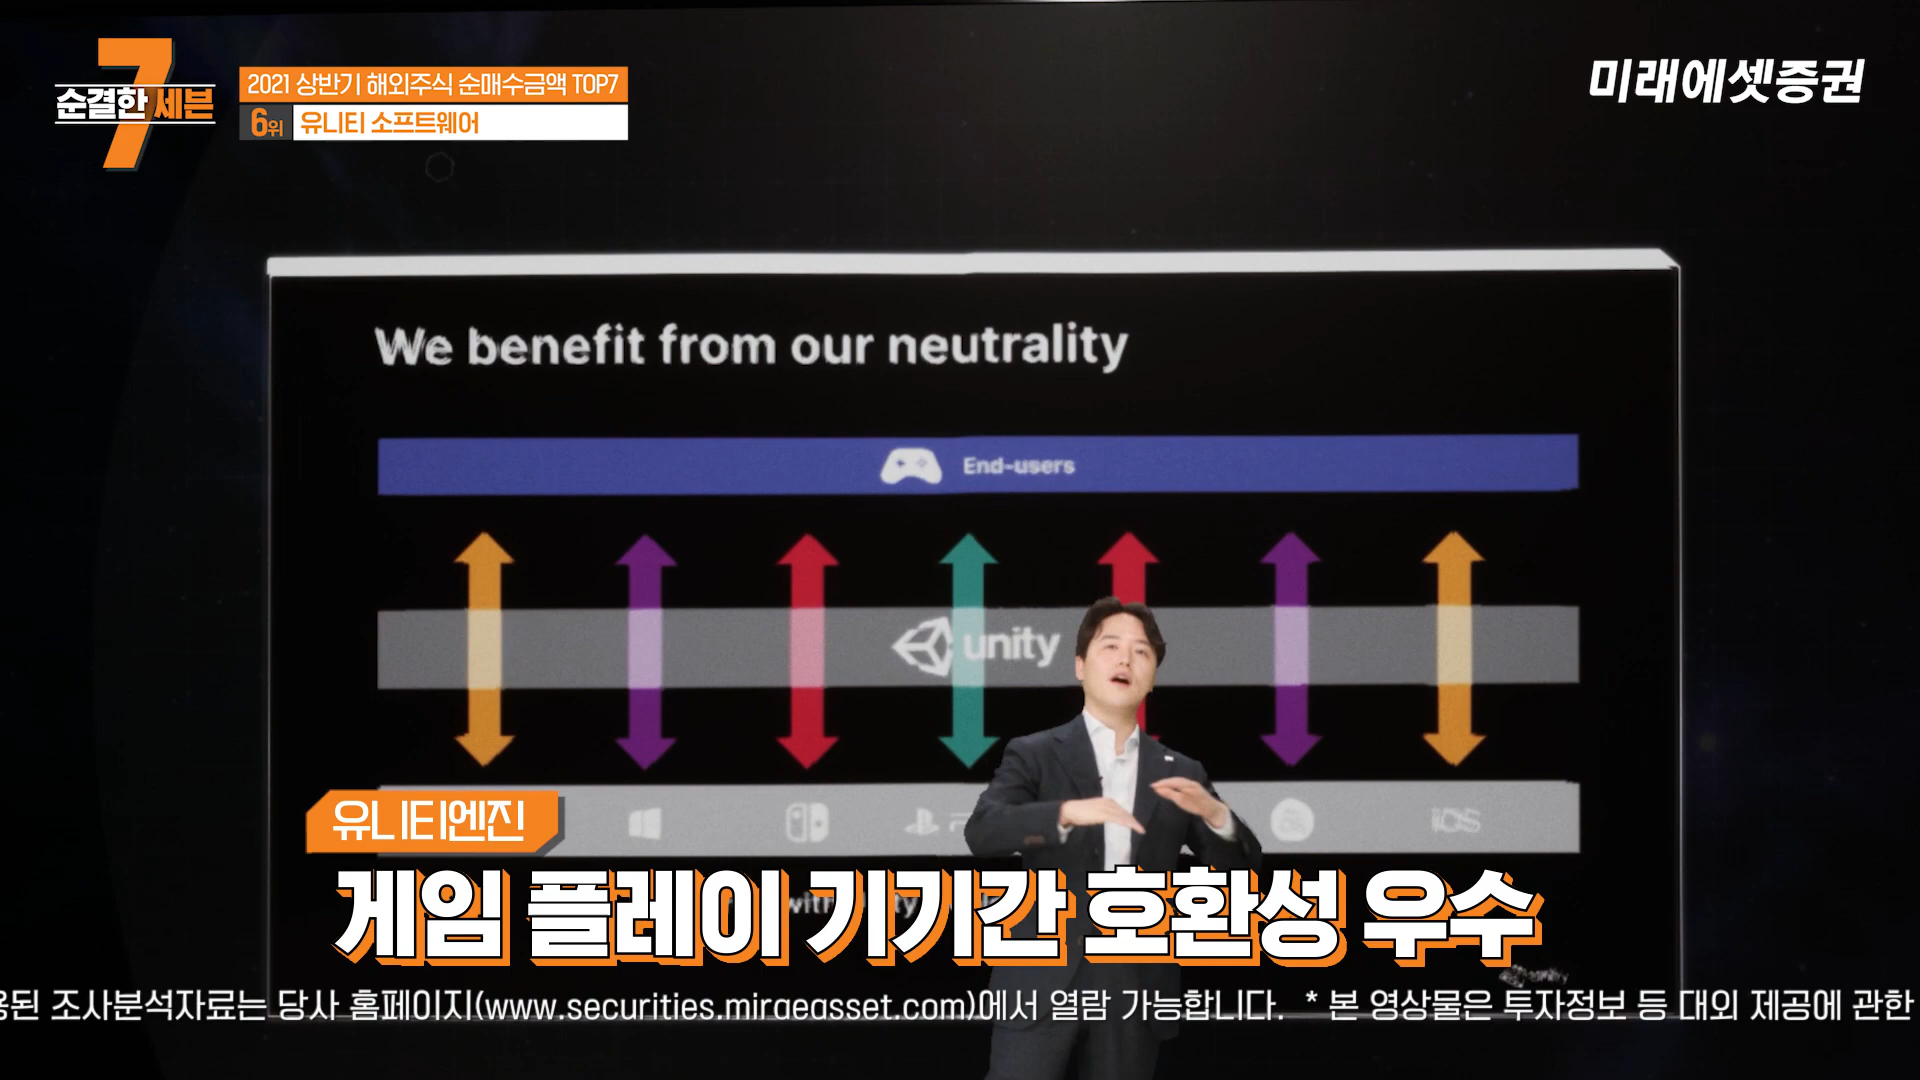 7
순결한 세븐
2021 상반기 해외주식 순매수금액 TOP7
6위 유니티 소프트웨어
미래에셋증권
We benefit from our neutrality
End-users
unity
iOS
유니티엔진
게임 플레이 기기간 호환성 우수
된 조사분석자료는 당사 홈페이지(www.securities.miraeasset.com)에서 열람 가능합니다. * 본 영상물은 투자정보 등 대외 제공에 관한